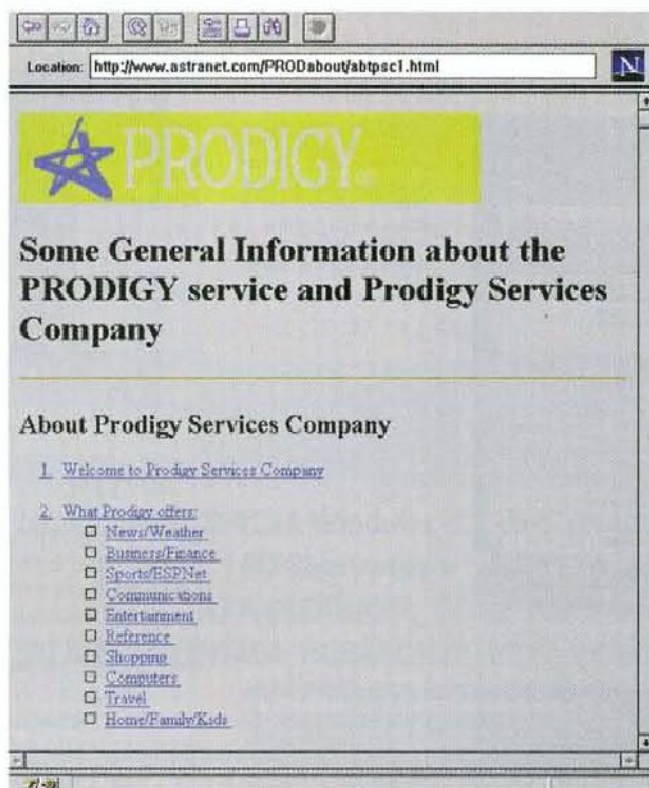 Location: http://www.astranet.com/PRODabout/abtpsc1.html
N
PRODIGY®
Some General Information about the
PRODIGY service and Prodigy Services
Company
About Prodigy Services Company
1. Welcome to Prodigy Services Company
2. What Prodigy offers:
News/Weather
Business/Finance
Sports/ESPNet
Communications
Entertainment
Reference
Shopping
Computers
Travel
Home/Family/Kids